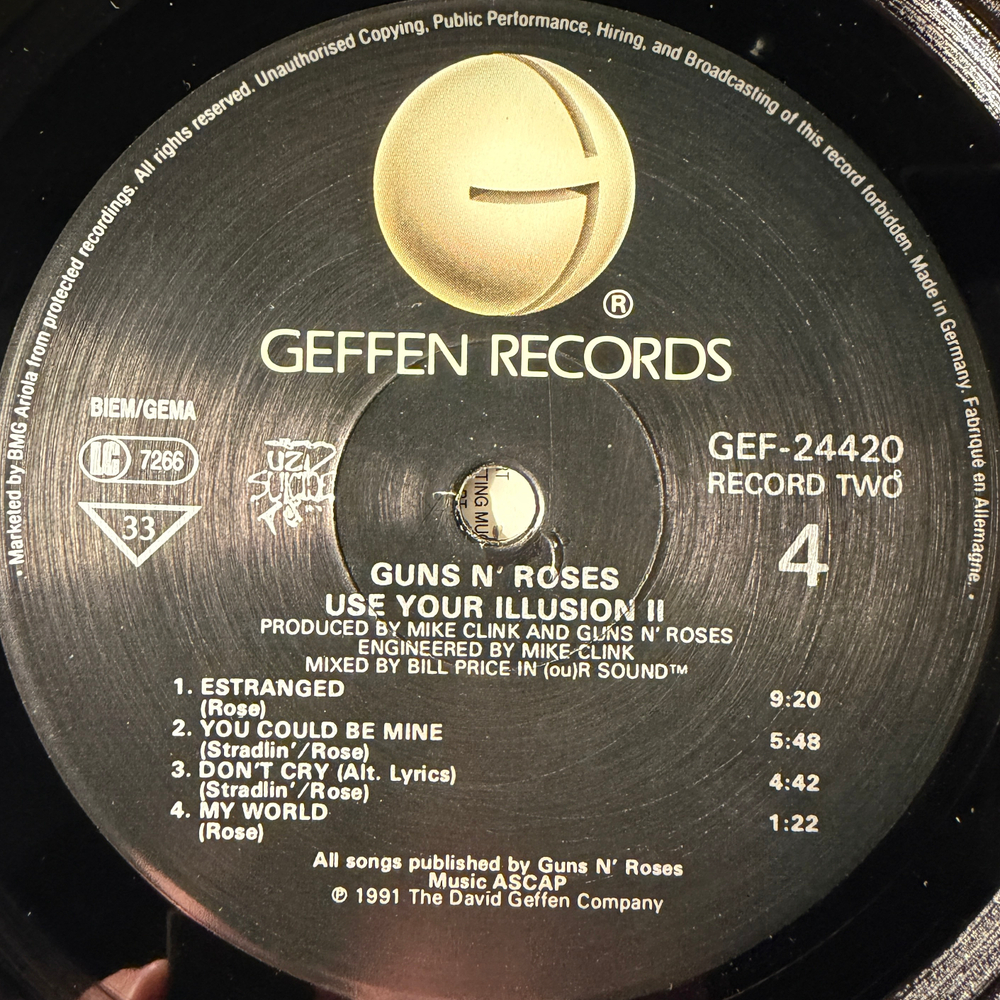 • Marketed by BMG Ariola from protected recordings. All rights reserved. Unauthorised Copying, Public Performance, Hiring, and Broadcasting of this record forbidden. Made in Germany. Fabriqué en Allemagne. •
®
GEFFEN RECORDS
BIEM/GEMA
LC 7266
33
GEF-24420
RECORD TWO
4
TING MU
GUNS N' ROSES
USE YOUR ILLUSION II
PRODUCED BY MIKE CLINK AND GUNS N' ROSES
ENGINEERED BY MIKE CLINK
MIXED BY BILL PRICE IN (ou)R SOUND™
1. ESTRANGED 9:20
(Rose)
2. YOU COULD BE MINE 5:48
(Stradlin'/Rose)
3. DON'T CRY (Alt. Lyrics) 4:42
(Stradlin'/Rose)
4. MY WORLD 1:22
(Rose)
All songs published by Guns N' Roses
Music ASCAP
℗ 1991 The David Geffen Company